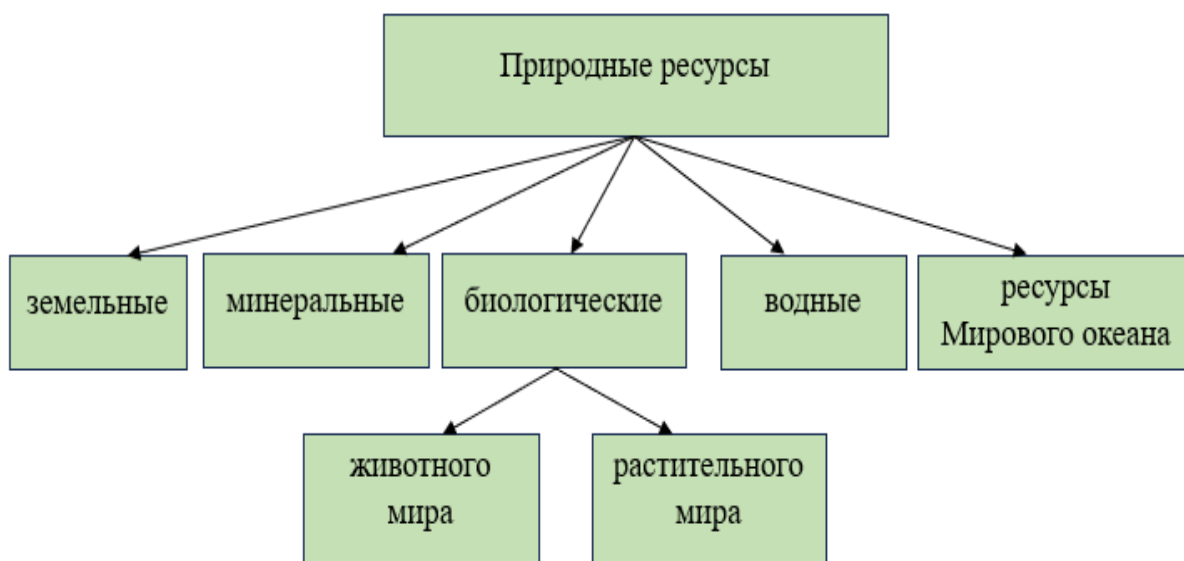 Природные ресурсы
земельные
минеральные
биологические
водные
ресурсы
Мирового океана
животного
мира
растительного
мира